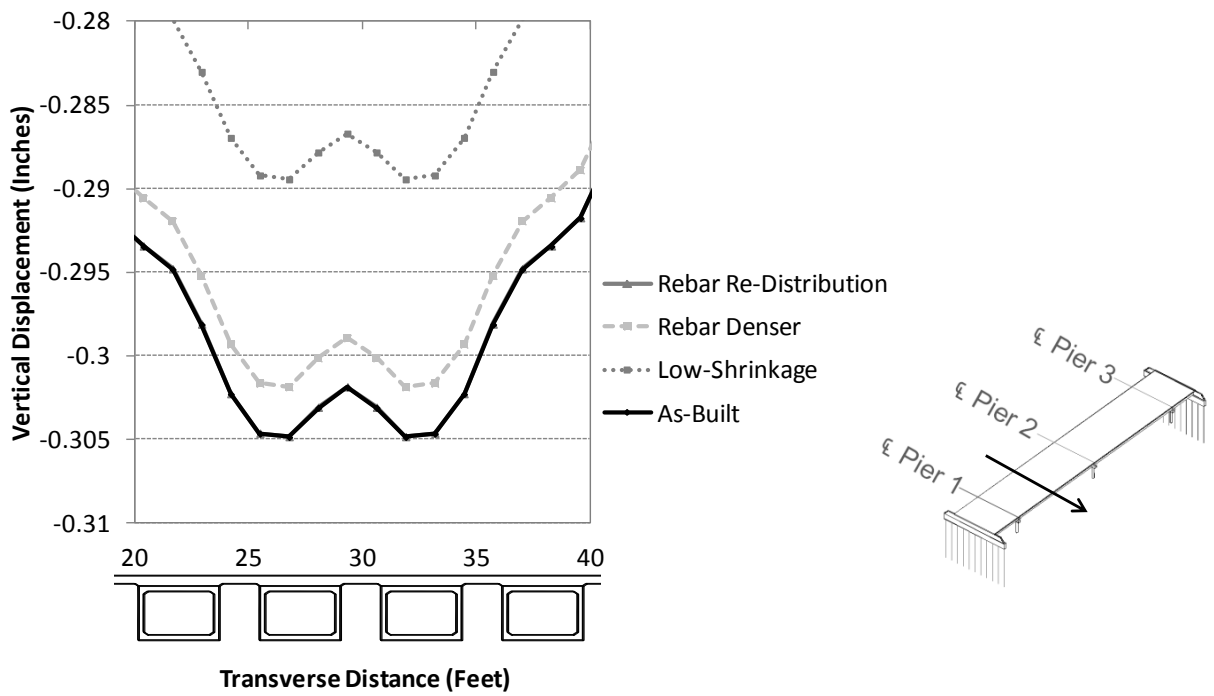 -0.28
-0.285
-0.29
-0.295
-0.3
-0.305
-0.31
Vertical Displacement (Inches)
20 25 30 35 40
Transverse Distance (Feet)
Rebar Re-Distribution
Rebar Denser
Low-Shrinkage
As-Built
℄ Pier 3
℄ Pier 2
℄ Pier 1